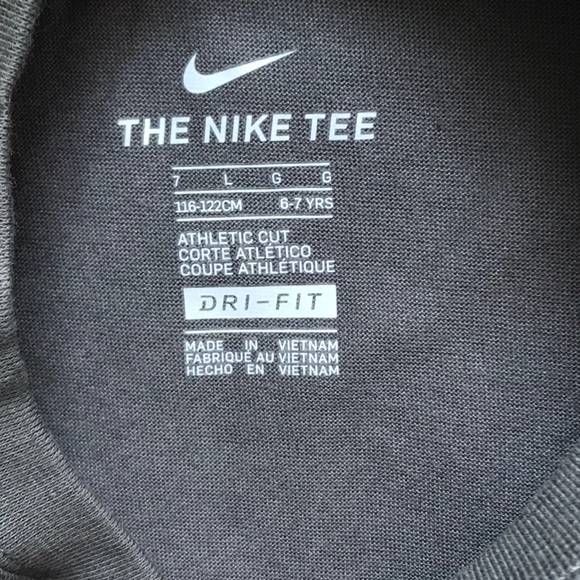 THE NIKE TEE
7 L G G
116-122CM 6-7 YRS
ATHLETIC CUT
CORTE ATLÉTICO
COUPE ATHLÉTIQUE
DRI-FIT
MADE IN VIETNAM
FABRIQUÉ AU VIETNAM
HECHO EN VIETNAM